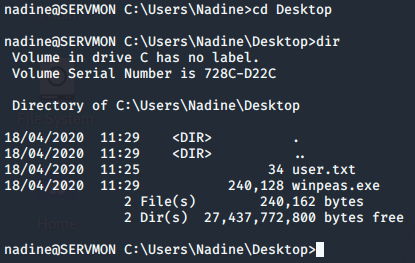 nadine@SERVMON C:\Users\Nadine>cd Desktop
nadine@SERVMON C:\Users\Nadine\Desktop>dir
 Volume in drive C has no label.
 Volume Serial Number is 728C-D22C
 Directory of C:\Users\Nadine\Desktop
18/04/2020  11:29    <DIR>          .
18/04/2020  11:29    <DIR>          ..
18/04/2020  11:25                34 user.txt
18/04/2020  11:29           240,128 winpeas.exe
               2 File(s)        240,162 bytes
               2 Dir(s)  27,437,772,800 bytes free
nadine@SERVMON C:\Users\Nadine\Desktop>
File System
Home